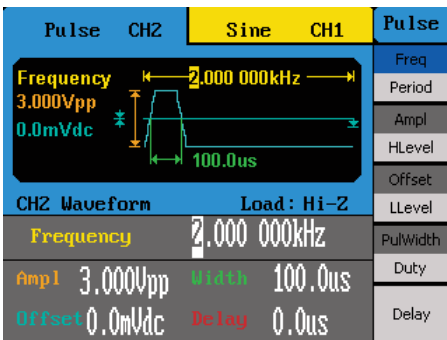 Pulse CH2 Sine CH1 Pulse
Frequency 2.000 000kHz
3.000Vpp
0.0mVdc
100.0us
CH2 Waveform Load: Hi-Z
Frequency 2.000 000kHz
Ampl 3.000Vpp Width 100.0us
Offset 0.0mVdc Delay 0.0us
Freq
Period
Ampl
HLevel
Offset
LLevel
PulWidth
Duty
Delay